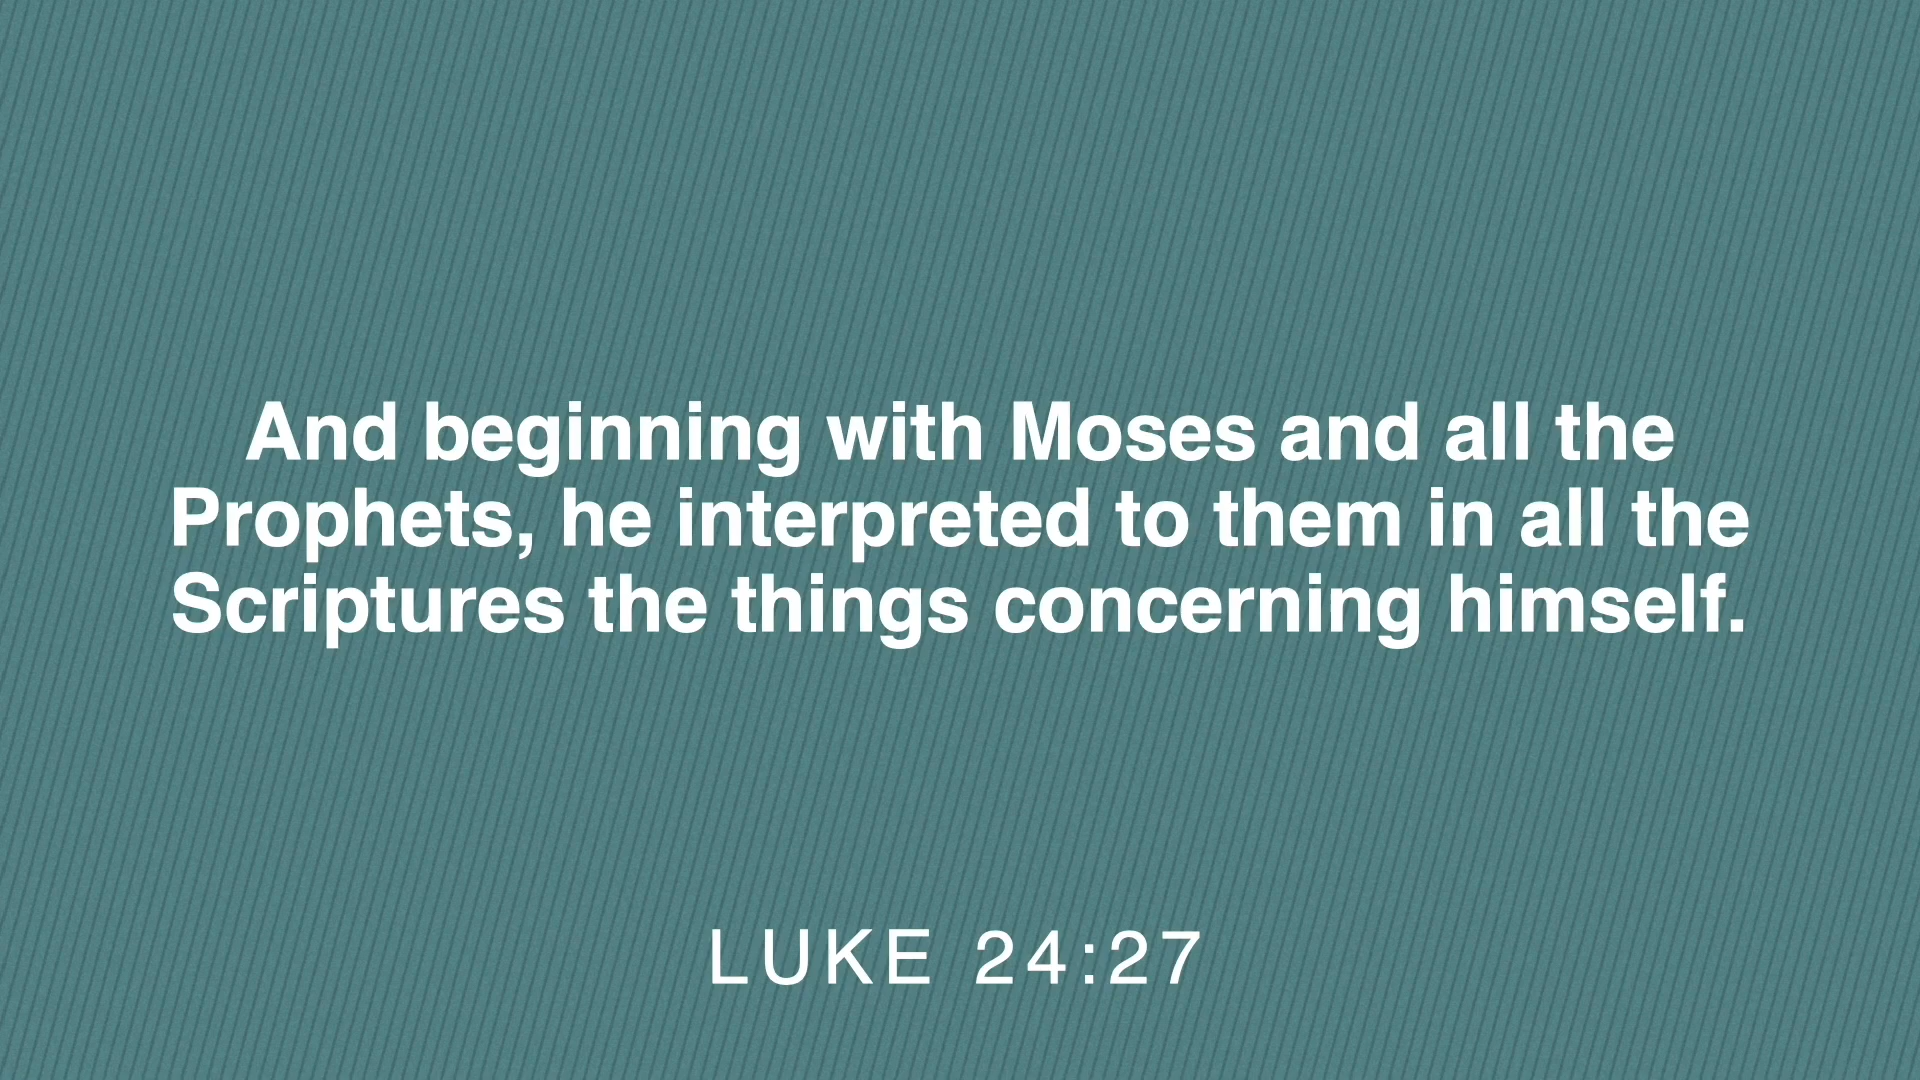 And beginning with Moses and all the
Prophets, he interpreted to them in all the
Scriptures the things concerning himself.
LUKE 24:27